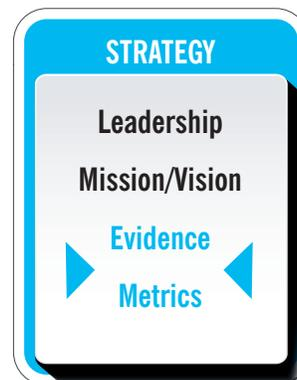 STRATEGY
Leadership
Mission/Vision
Evidence
Metrics